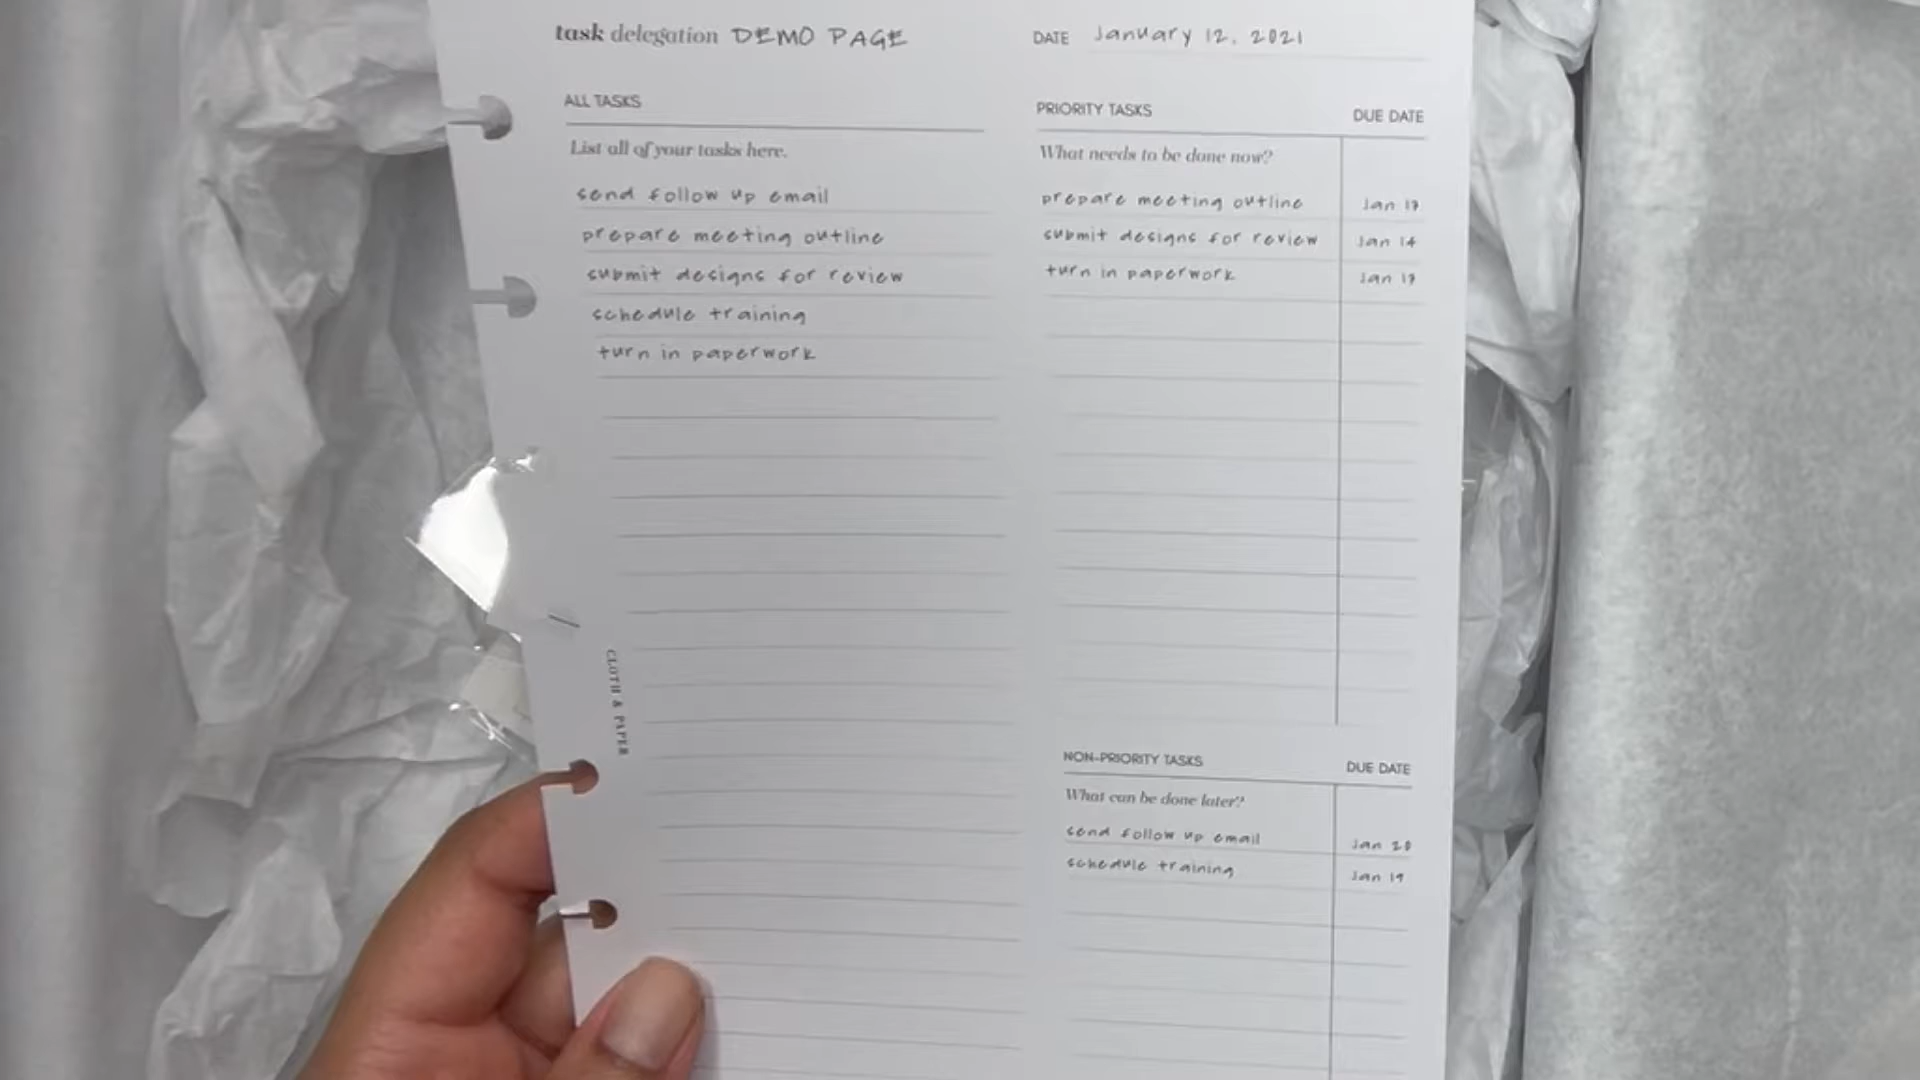 task delegation DEMO PAGE
DATE January 12, 2021
ALL TASKS
List all of your tasks here.
send follow up email
prepare meeting outline
submit designs for review
schedule training
turn in paperwork
CLOTH & PAPER
PRIORITY TASKS DUE DATE
What needs to be done now?
prepare meeting outline Jan
submit designs for review Jan 14
turn in paperwork Jan
NON-PRIORITY TASKS DUE DATE
What can be done later?
send follow up email Jan 20
schedule training Jan 19